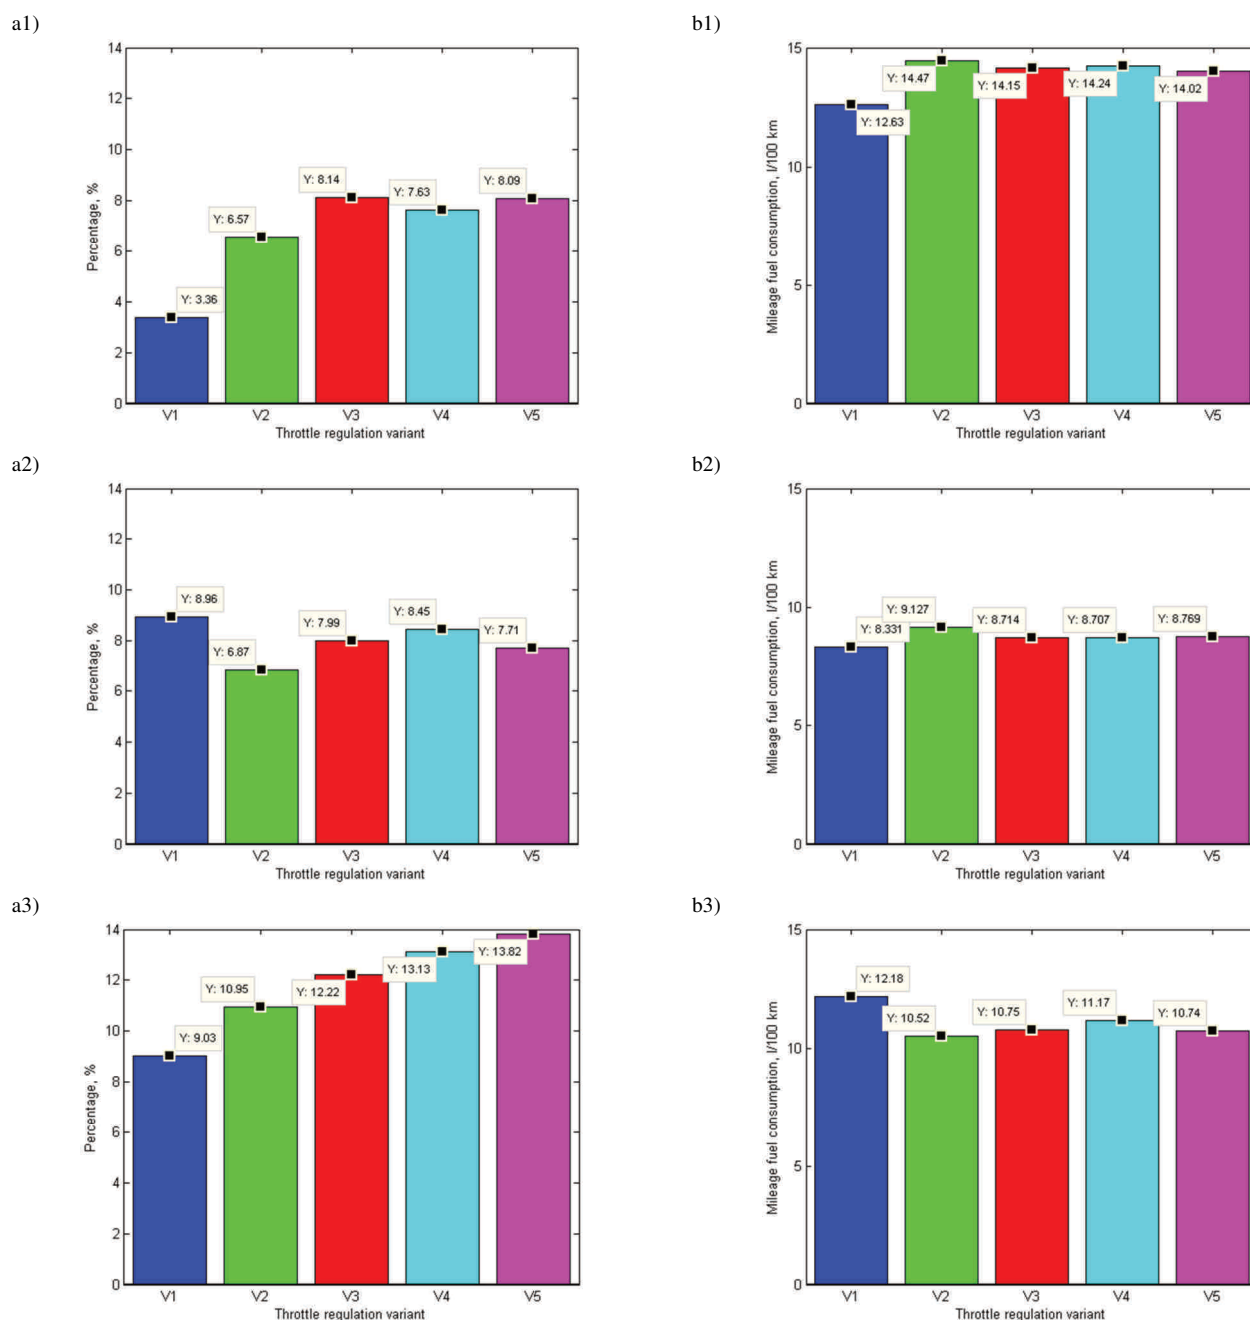 a1)
14
12
10
8
6
4
2
0
Percentage, %
Y: 3.36
Y: 6.57
Y: 8.14
Y: 7.63
Y: 8.09
V1 V2 V3 V4 V5
Throttle regulation variant
b1)
15
10
5
0
Mileage fuel consumption, l/100 km
Y: 12.63
Y: 14.47
Y: 14.15
Y: 14.24
Y: 14.02
V1 V2 V3 V4 V5
Throttle regulation variant
a2)
14
12
10
8
6
4
2
0
Percentage, %
Y: 8.96
Y: 6.87
Y: 7.99
Y: 8.45
Y: 7.71
V1 V2 V3 V4 V5
Throttle regulation variant
b2)
15
10
5
0
Mileage fuel consumption, l/100 km
Y: 8.331
Y: 9.127
Y: 8.714
Y: 8.707
Y: 8.769
V1 V2 V3 V4 V5
Throttle regulation variant
a3)
14
12
10
8
6
4
2
0
Percentage, %
Y: 9.03
Y: 10.95
Y: 12.22
Y: 13.13
Y: 13.82
V1 V2 V3 V4 V5
Throttle regulation variant
b3)
15
10
5
0
Mileage fuel consumption, l/100 km
Y: 12.18
Y: 10.52
Y: 10.75
Y: 11.17
Y: 10.74
V1 V2 V3 V4 V5
Throttle regulation variant